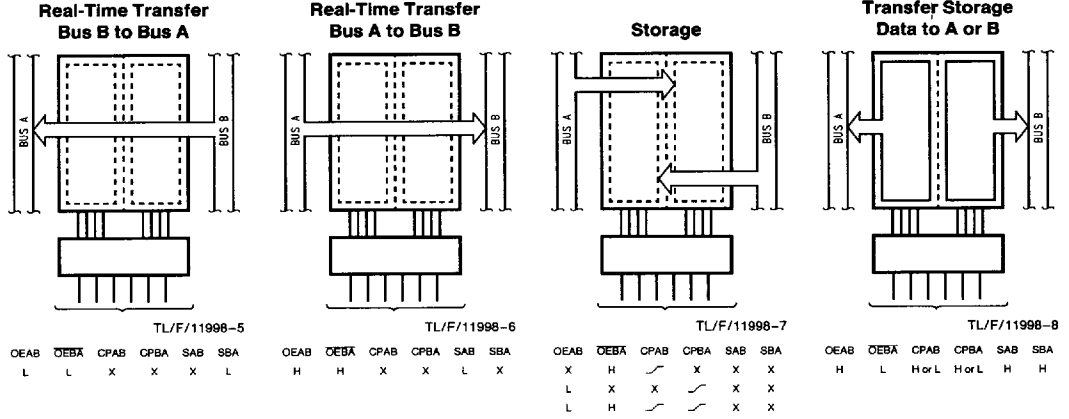 Real-Time Transfer
Bus B to Bus A
BUS A
BUS B
TL/F/11998–5
OEAB OEBA CPAB CPBA SAB SBA
L L X X X L
Real-Time Transfer
Bus A to Bus B
BUS A
BUS B
TL/F/11998–6
OEAB OEBA CPAB CPBA SAB SBA
H H X X L X
Storage
BUS A
BUS B
TL/F/11998–7
OEAB OEBA CPAB CPBA SAB SBA
X H X X X
L X X X X
L H X X
Transfer Storage
Data to A or B
BUS A
BUS B
TL/F/11998–8
OEAB OEBA CPAB CPBA SAB SBA
H L H or L H or L H H